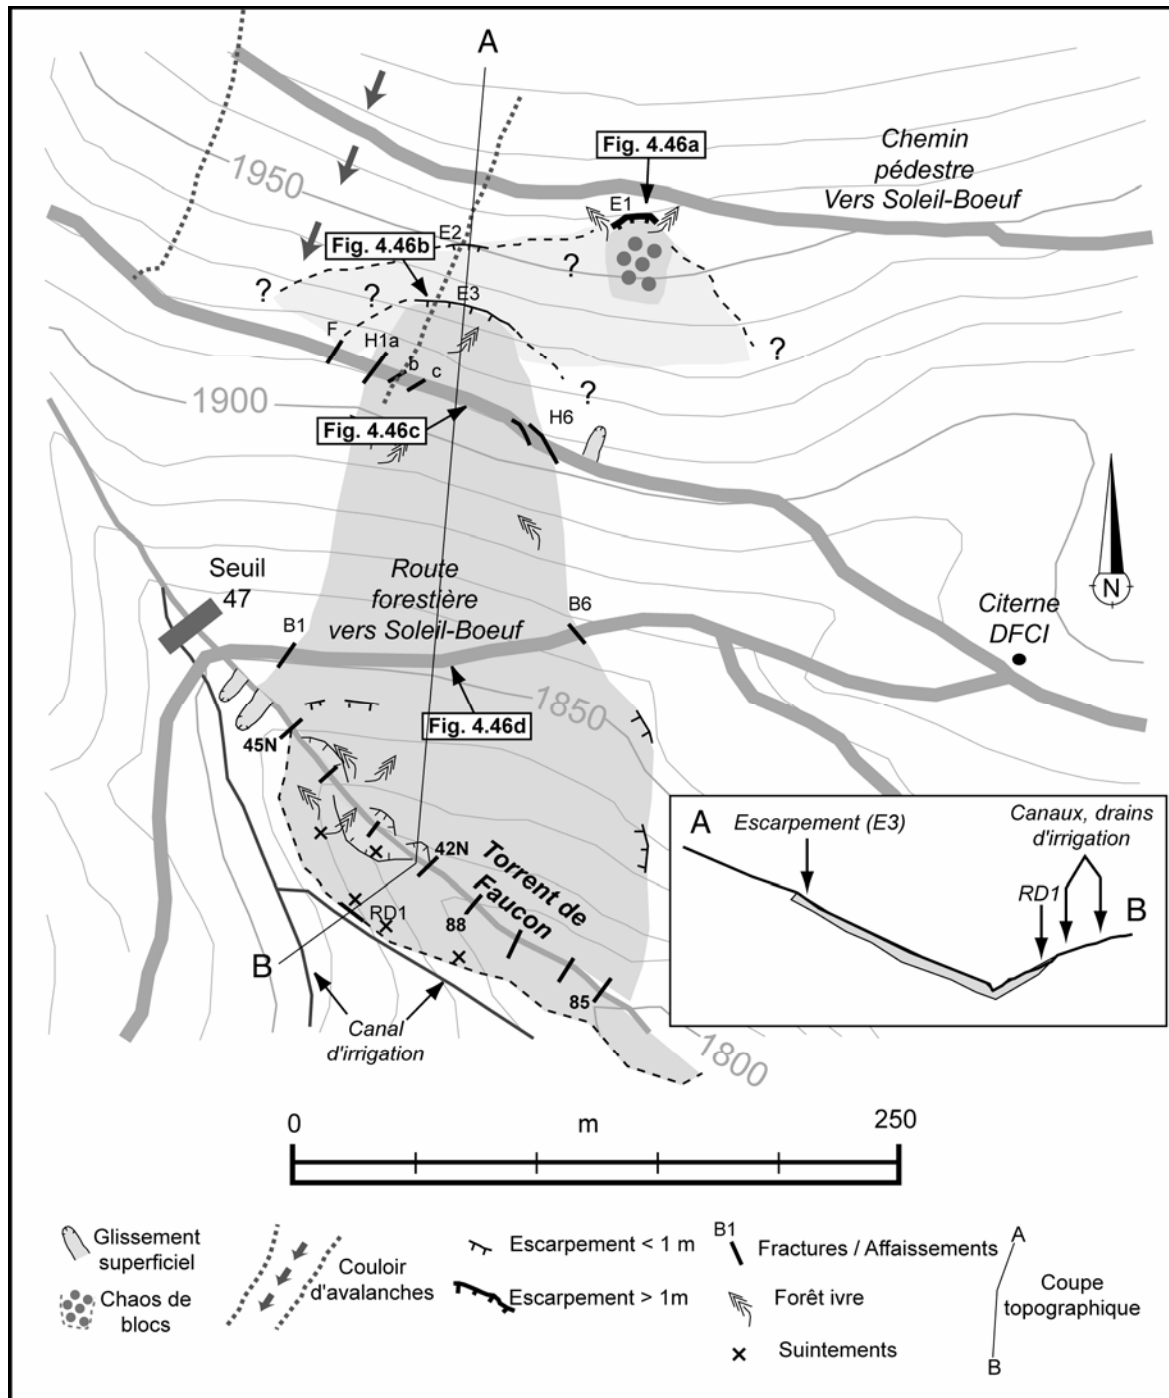 A
Fig. 4.46a
Chemin
pédestre
Vers Soleil-Boeuf
1950
E1
E2
Fig. 4.46b
?
?
?
E3
?
F
H1a
b
c
?
1900
Fig. 4.46c
H6
N
Seuil
47
Route
forestière
vers Soleil-Boeuf
B1
B6
Citerne
DFCI
1850
Fig. 4.46d
45N
42N
Torrent de
Faucon
RD1
88
B
85
Canal
d'irrigation
1800
A
Escarpement (E3)
Canaux, drains
d'irrigation
RD1
B
0
m
250
Glissement
superficiel
Chaos de
blocs
Couloir
d'avalanches
Escarpement < 1 m
Escarpement > 1m
B1
Fractures / Affaissements
Forêt ivre
Suintements
A
Coupe
topographique
B